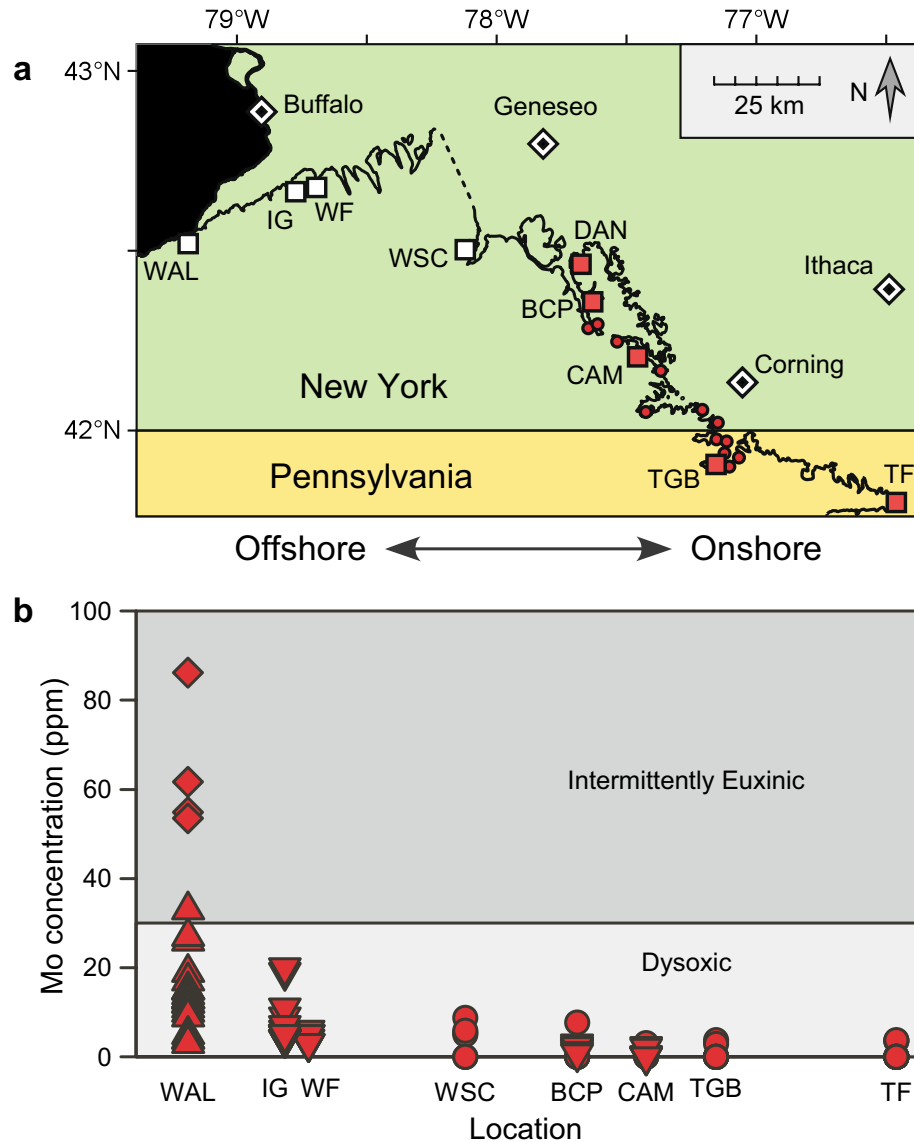 79°W 78°W 77°W
a
43°N
Buffalo
Geneseo
25 km
N
IG
WF
WAL
WSC
DAN
BCP
Ithaca
CAM
Corning
New York
42°N
Pennsylvania
TGB
TF
Offshore
Onshore
b
100
80
60
40
20
0
Mo concentration (ppm)
Intermittently Euxinic
Dysoxic
WAL IG WF WSC BCP CAM TGB TF
Location